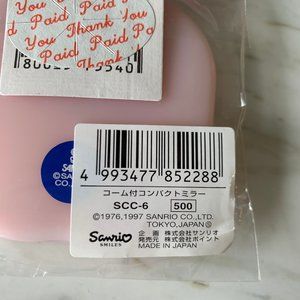 You
Paid Paid
You Thank You
Paid Paid Po
Thank
4 993477 852288
コーム付コンパクトミラー
SCC-6 500
©1976,1997 SANRIO CO.,LTD.
TOKYO,JAPAN
Sanrio
SMILES
企画 株式会社サンリオ
発売元 株式会社ポイント
MADE IN JAPAN